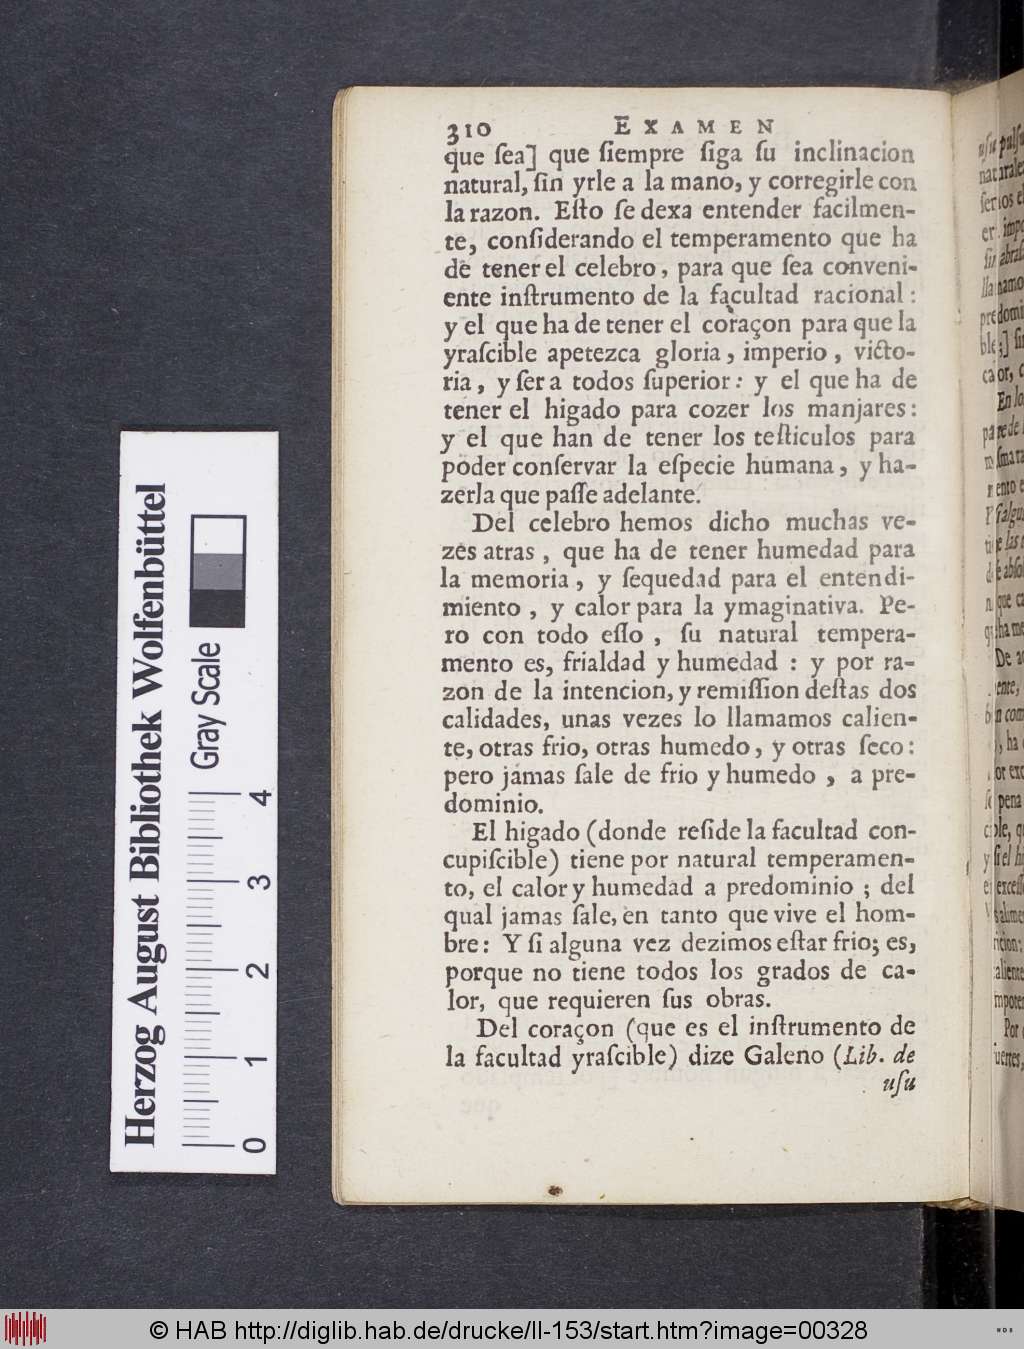 310 EXAMEN
que ſea] que ſiempre ſiga ſu inclinacion
natural, ſin yrle a la mano, y corregirle con
la razon. Eſto ſe dexa entender facilmen-
te, conſiderando el temperamento que ha
de tener el celebro, para que ſea conveni-
ente inſtrumento de la facultad racional:
y el que ha de tener el coraçon para que la
yraſcible apetezca gloria, imperio, victo-
ria, y ſer a todos ſuperior: y el que ha de
tener el higado para cozer los manjares:
y el que han de tener los teſticulos para
poder conſervar la eſpecie humana, y ha-
zerla que paſſe adelante.
Del celebro hemos dicho muchas ve-
zes atras, que ha de tener humedad para
la memoria, y ſequedad para el entendi-
miento, y calor para la ymaginativa. Pe-
ro con todo eſſo, ſu natural tempera-
mento es, frialdad y humedad: y por ra-
zon de la intencion, y remiſſion deſtas dos
calidades, unas vezes lo llamamos calien-
te, otras frio, otras humedo, y otras ſeco:
pero jamas ſale de frio y humedo, a pre-
dominio.
El higado (donde reſide la facultad con-
cupiſcible) tiene por natural temperamen-
to, el calor y humedad a predominio; del
qual jamas ſale, en tanto que vive el hom-
bre: Y ſi alguna vez dezimos eſtar frio; es,
porque no tiene todos los grados de ca-
lor, que requieren ſus obras.
Del coraçon (que es el inſtrumento de
la facultad yraſcible) dize Galeno (Lib. de
uſu
Herzog August Bibliothek Wolfenbüttel
Gray Scale
0 1 2 3 4
© HAB http://diglib.hab.de/drucke/ll-153/start.htm?image=00328